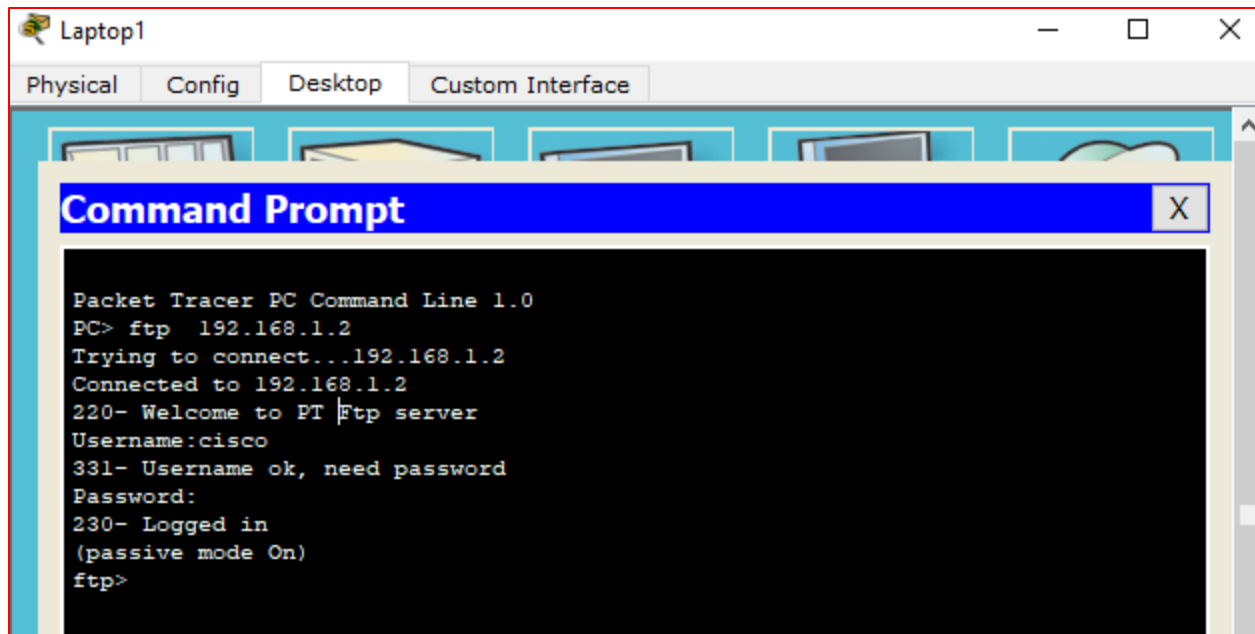 Laptop1
Physical Config Desktop Custom Interface
Command Prompt
X
Packet Tracer PC Command Line 1.0
PC> ftp  192.168.1.2
Trying to connect...192.168.1.2
Connected to 192.168.1.2
220- Welcome to PT Ftp server
Username:cisco
331- Username ok, need password
Password:
230- Logged in
(passive mode On)
ftp>